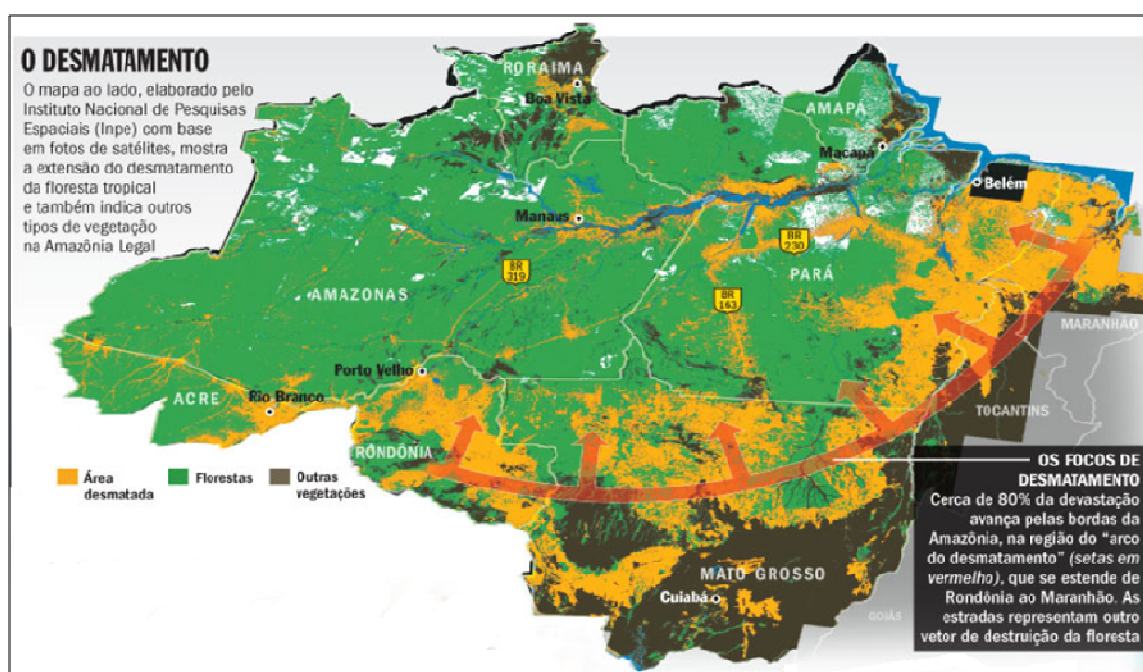 O DESMATAMENTO
O mapa ao lado, elaborado pelo
Instituto Nacional de Pesquisas
Espaciais (Inpe) com base
em fotos de satélites, mostra
a extensão do desmatamento
da floresta tropical
e também indica outros
tipos de vegetação
na Amazônia Legal
RORAIMA
Boa Vista
AMAPÁ
Macapá
Belém
Manaus
BR
230
BR
319
PARÁ
AMAZONAS
BR
163
MARANHÃO
Porto Velho
ACRE
Rio Branco
TOCANTINS
RONDÔNIA
Área
desmatada
Florestas
Outras
vegetações
OS FOCOS DE
DESMATAMENTO
Cerca de 80% da devastação
avança pelas bordas da
Amazônia, na região do “arco
do desmatamento” (setas em
vermelho), que se estende de
Rondônia ao Maranhão. As
estradas representam outro
vetor de destruição da floresta
MATO GROSSO
Cuiabá
GOIÁS